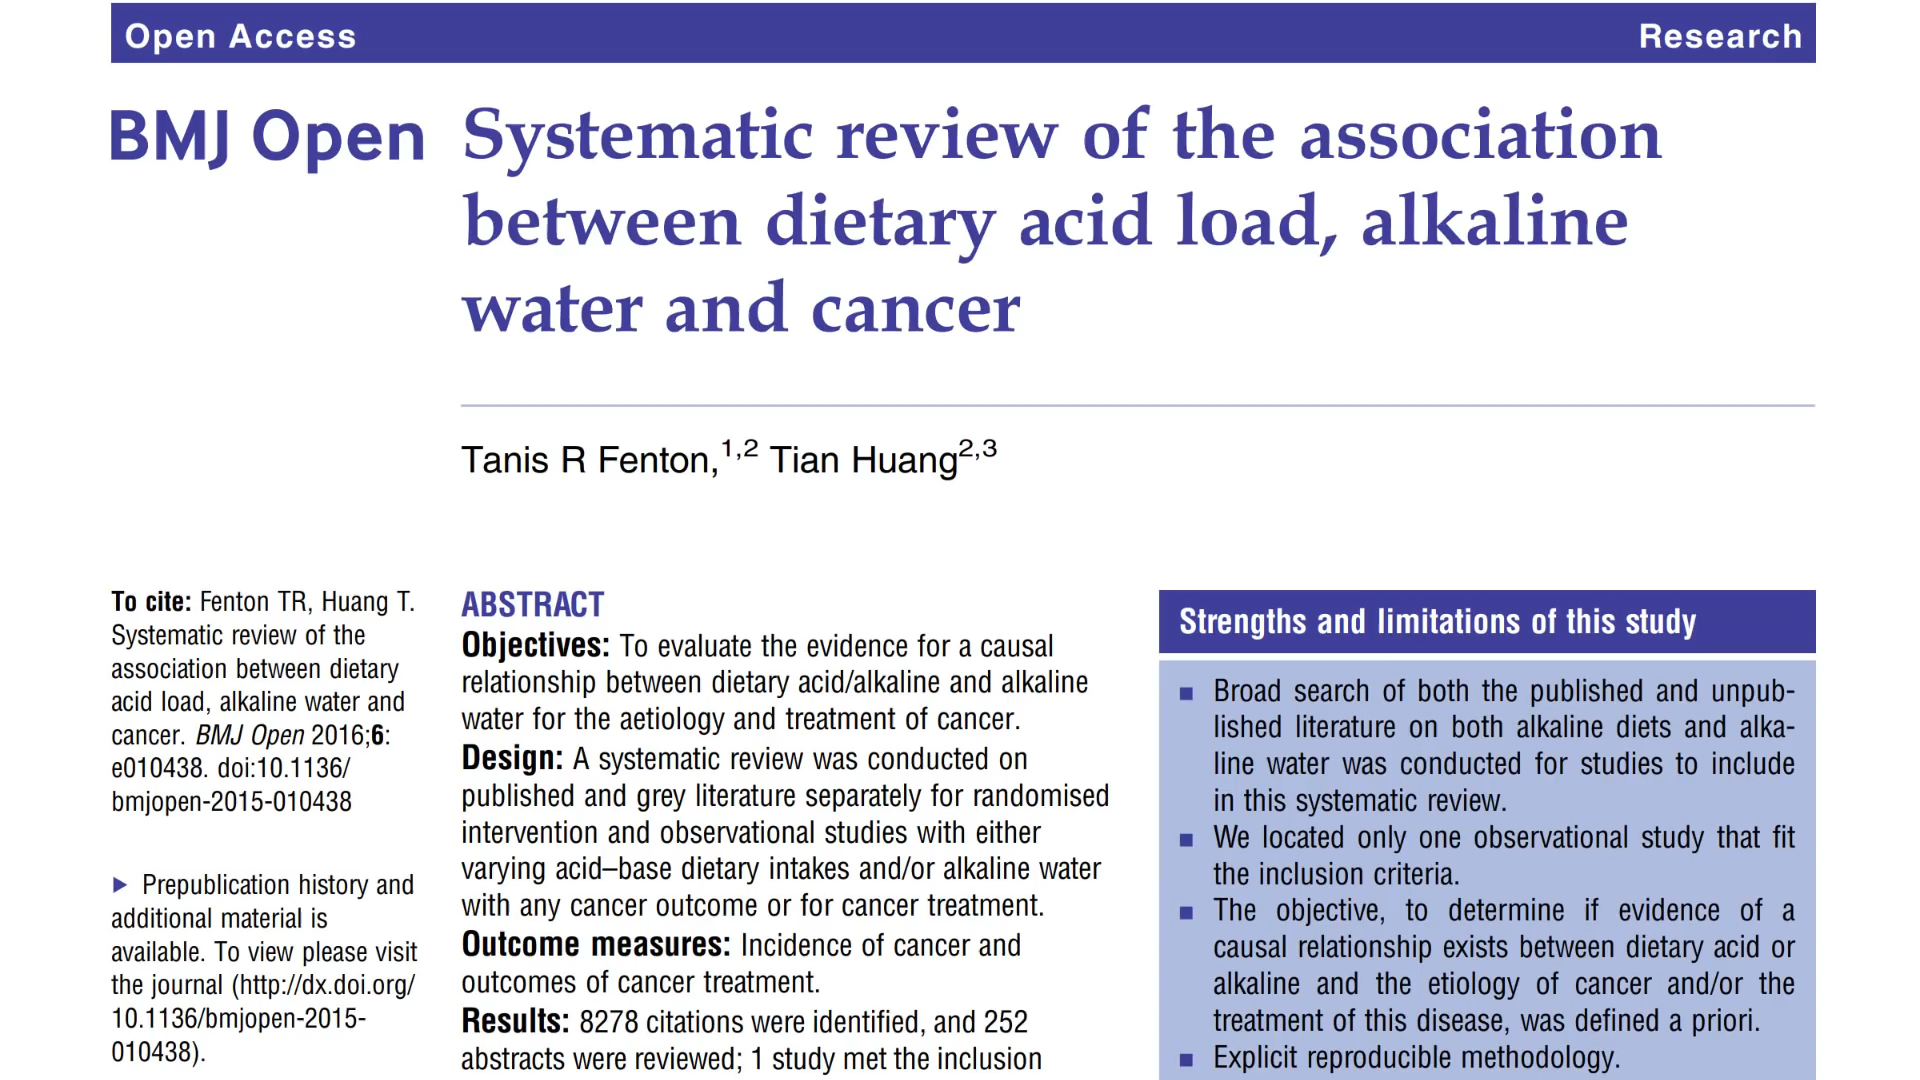 Open Access
Research
BMJ Open
Systematic review of the association
between dietary acid load, alkaline
water and cancer
Tanis R Fenton,1,2 Tian Huang2,3
To cite: Fenton TR, Huang T.
Systematic review of the
association between dietary
acid load, alkaline water and
cancer. BMJ Open 2016;6:
e010438. doi:10.1136/
bmjopen-2015-010438
▶ Prepublication history and
additional material is
available. To view please visit
the journal (http://dx.doi.org/
10.1136/bmjopen-2015-
010438).
ABSTRACT
Objectives: To evaluate the evidence for a causal
relationship between dietary acid/alkaline and alkaline
water for the aetiology and treatment of cancer.
Design: A systematic review was conducted on
published and grey literature separately for randomised
intervention and observational studies with either
varying acid–base dietary intakes and/or alkaline water
with any cancer outcome or for cancer treatment.
Outcome measures: Incidence of cancer and
outcomes of cancer treatment.
Results: 8278 citations were identified, and 252
abstracts were reviewed; 1 study met the inclusion
Strengths and limitations of this study
▪ Broad search of both the published and unpub-
lished literature on both alkaline diets and alka-
line water was conducted for studies to include
in this systematic review.
▪ We located only one observational study that fit
the inclusion criteria.
▪ The objective, to determine if evidence of a
causal relationship exists between dietary acid or
alkaline and the etiology of cancer and/or the
treatment of this disease, was defined a priori.
▪ Explicit reproducible methodology.